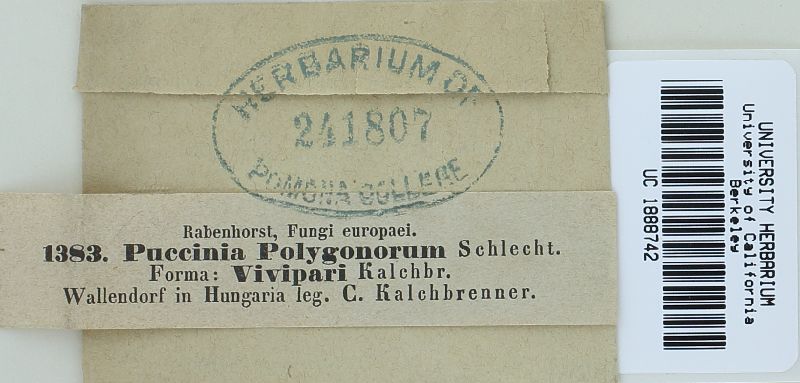 HERBARIUM OF
241807
POMONA COLLEGE
Rabenhorst, Fungi europaei.
1383. Puccinia Polygonorum Schlecht.
Forma: Vivipari Kalchbr.
Wallendorf in Hungaria leg. C. Kalchbrenner.
UNIVERSITY HERBARIUM
University of California
Berkeley
UC 1888742